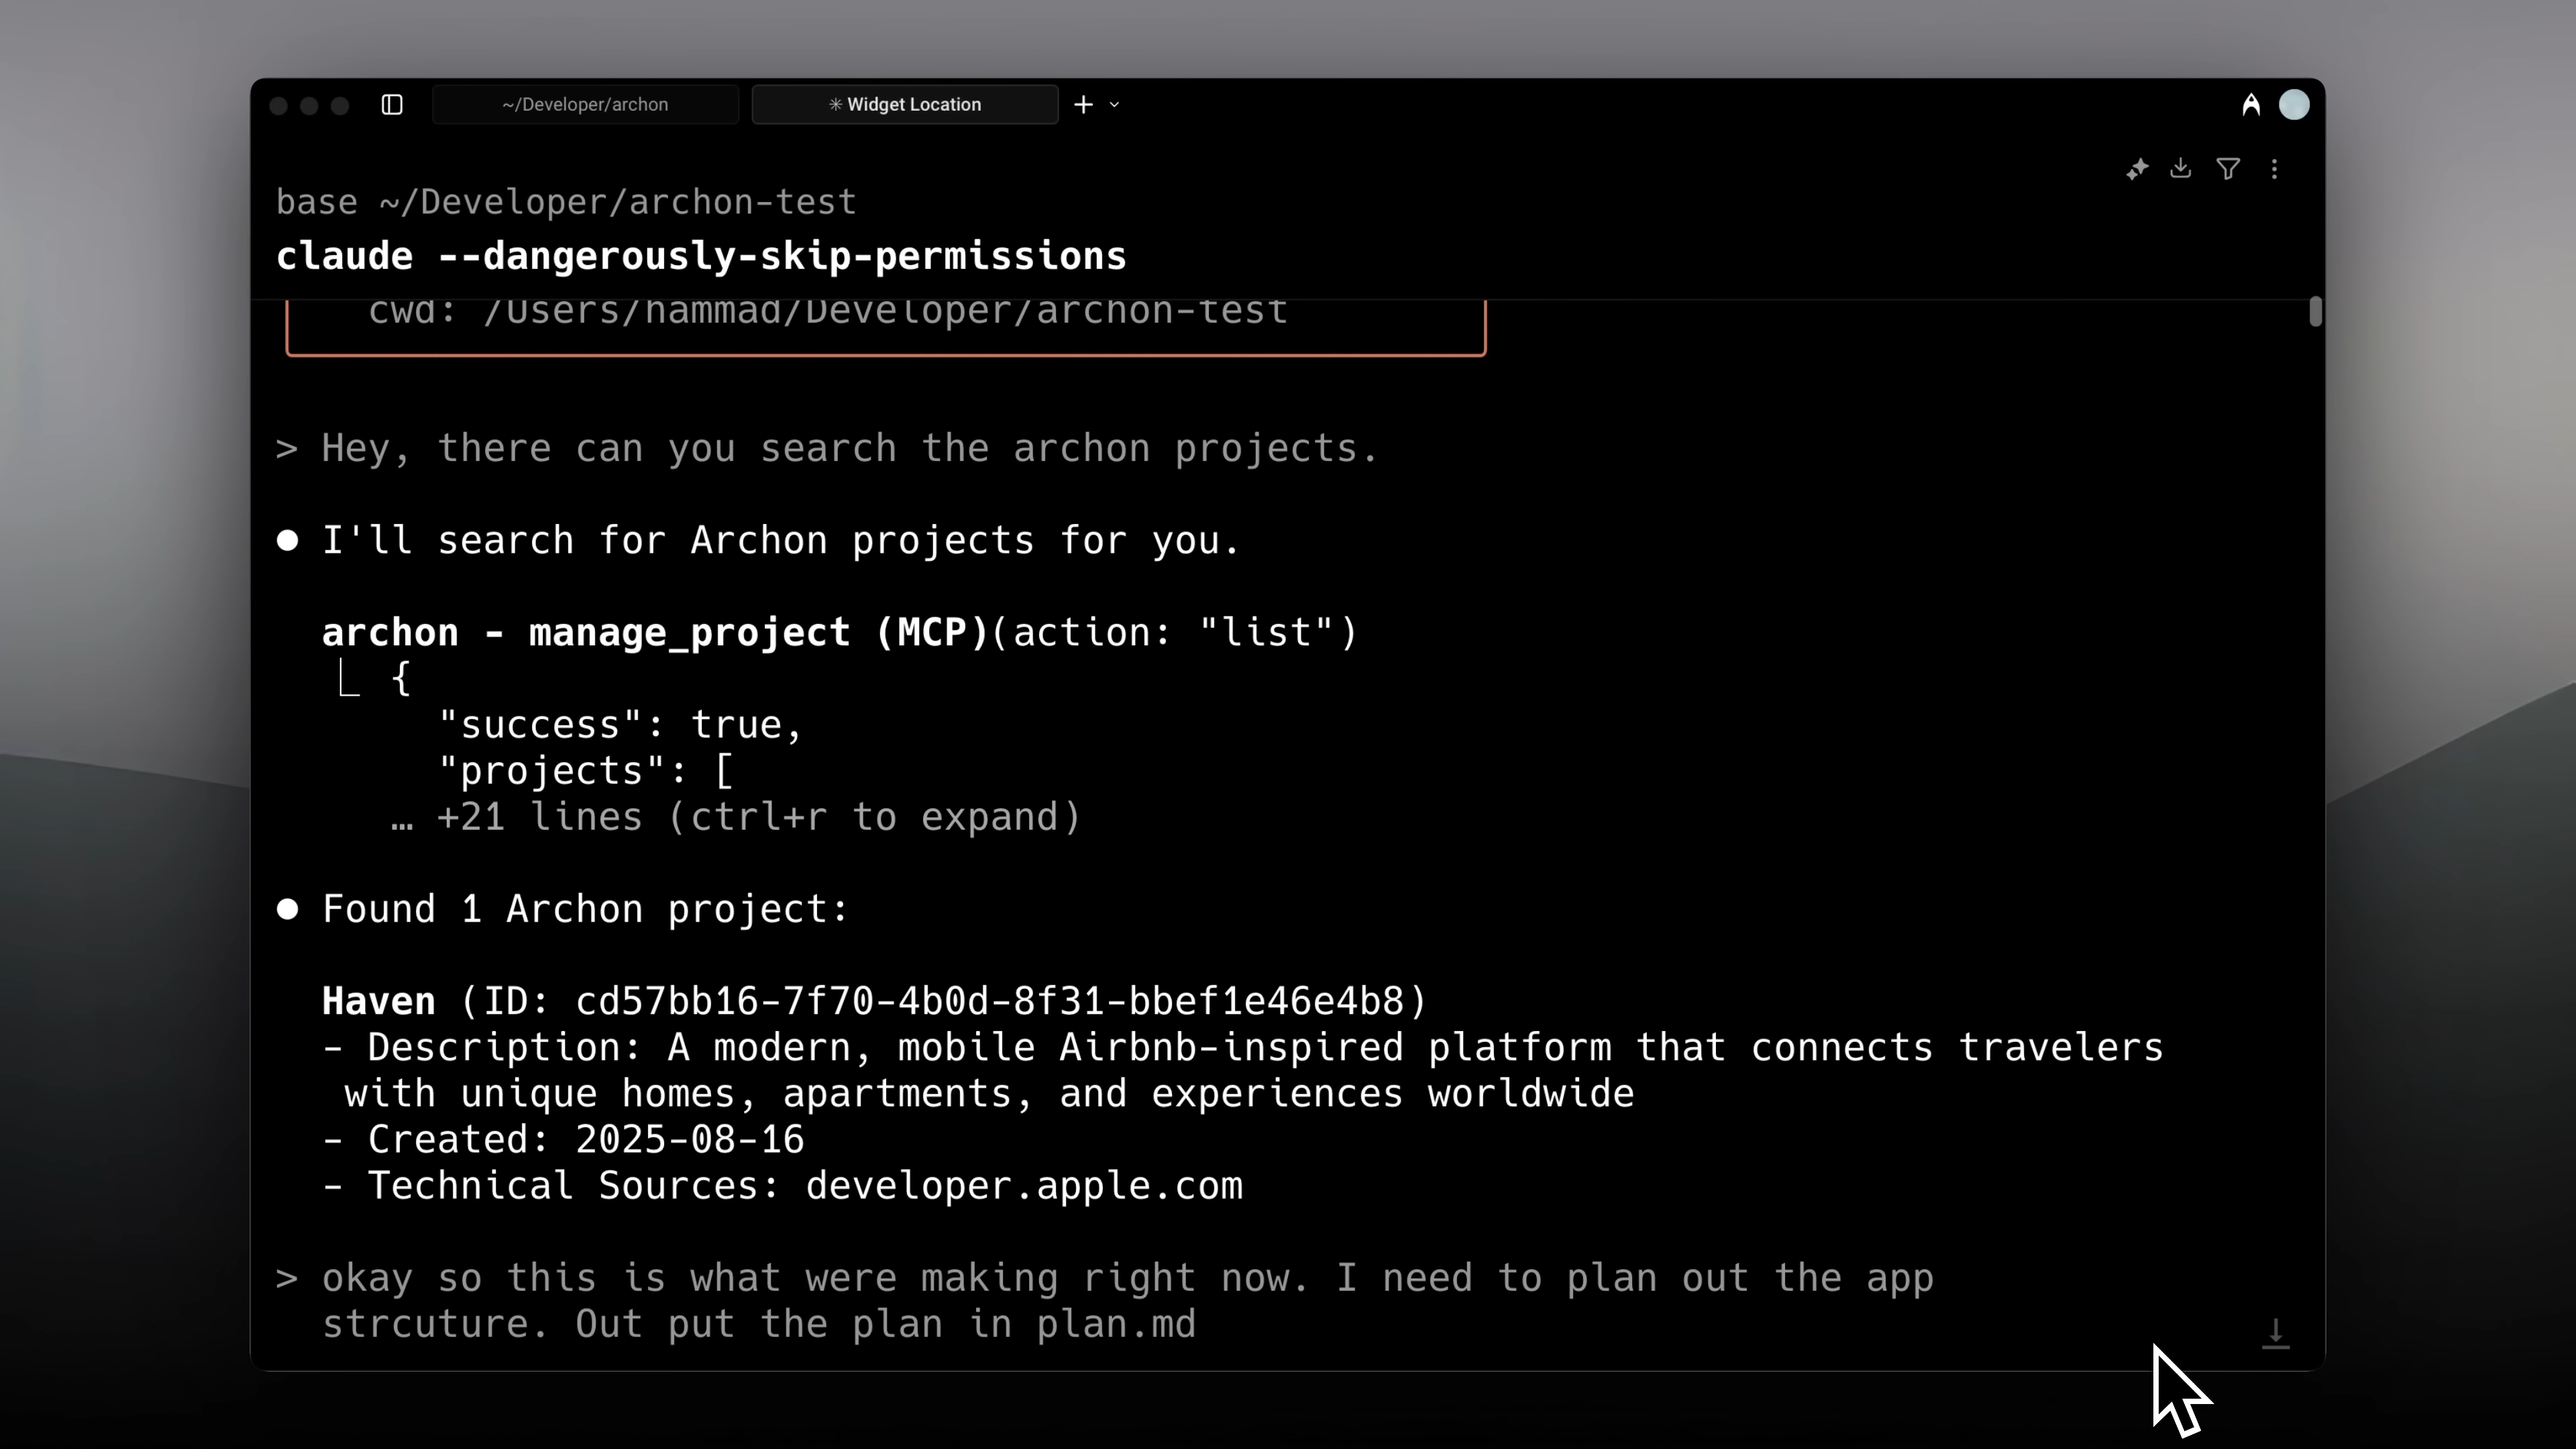 ~/Developer/archon
✳ Widget Location
base ~/Developer/archon-test
claude --dangerously-skip-permissions
cwd: /Users/hammad/Developer/archon-test
> Hey, there can you search the archon projects.
● I'll search for Archon projects for you.
archon - manage_project (MCP)(action: "list")
⎿ {
"success": true,
"projects": [
… +21 lines (ctrl+r to expand)
● Found 1 Archon project:
Haven (ID: cd57bb16-7f70-4b0d-8f31-bbef1e46e4b8)
- Description: A modern, mobile Airbnb-inspired platform that connects travelers
with unique homes, apartments, and experiences worldwide
- Created: 2025-08-16
- Technical Sources: developer.apple.com
> okay so this is what were making right now. I need to plan out the app
strcuture. Out put the plan in plan.md